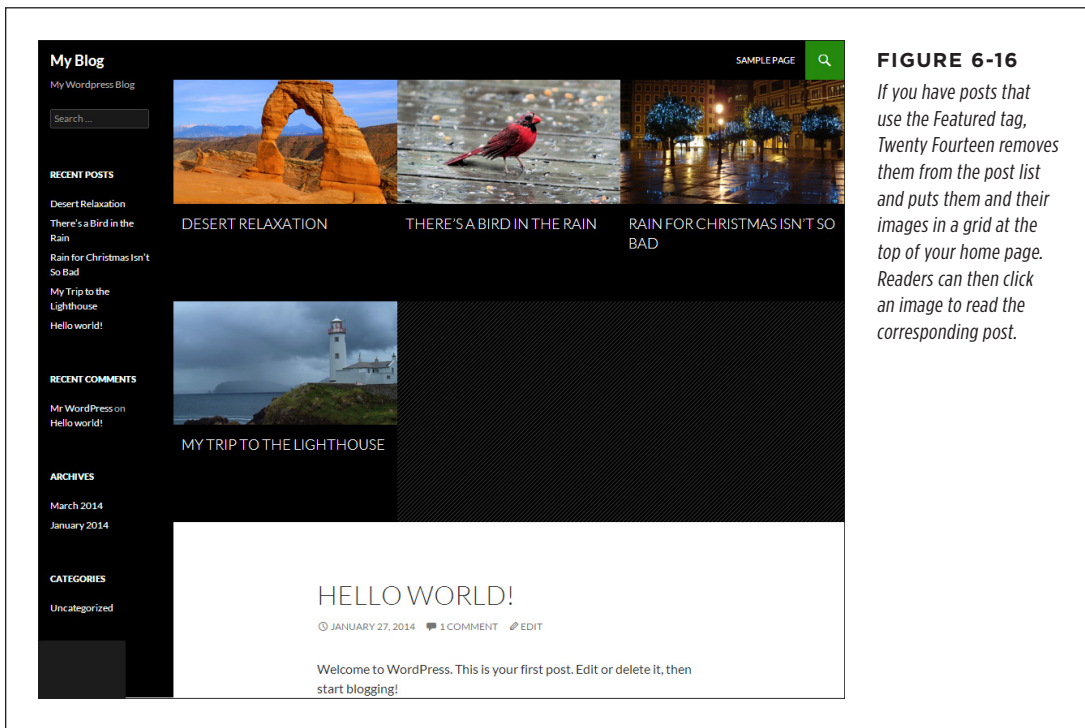 My Blog
SAMPLE PAGE
My Wordpress Blog
Search ...
RECENT POSTS
Desert Relaxation
There's a Bird in the
Rain
Rain for Christmas Isn't
So Bad
My Trip to the
Lighthouse
Hello world!
RECENT COMMENTS
Mr WordPress on
Hello world!
ARCHIVES
March 2014
January 2014
CATEGORIES
Uncategorized
DESERT RELAXATION
THERE'S A BIRD IN THE RAIN
RAIN FOR CHRISTMAS ISN'T SO
BAD
MY TRIP TO THE LIGHTHOUSE
HELLO WORLD!
JANUARY 27, 2014 1 COMMENT EDIT
Welcome to WordPress. This is your first post. Edit or delete it, then
start blogging!
FIGURE 6-16
If you have posts that
use the Featured tag,
Twenty Fourteen removes
them from the post list
and puts them and their
images in a grid at the
top of your home page.
Readers can then click
an image to read the
corresponding post.